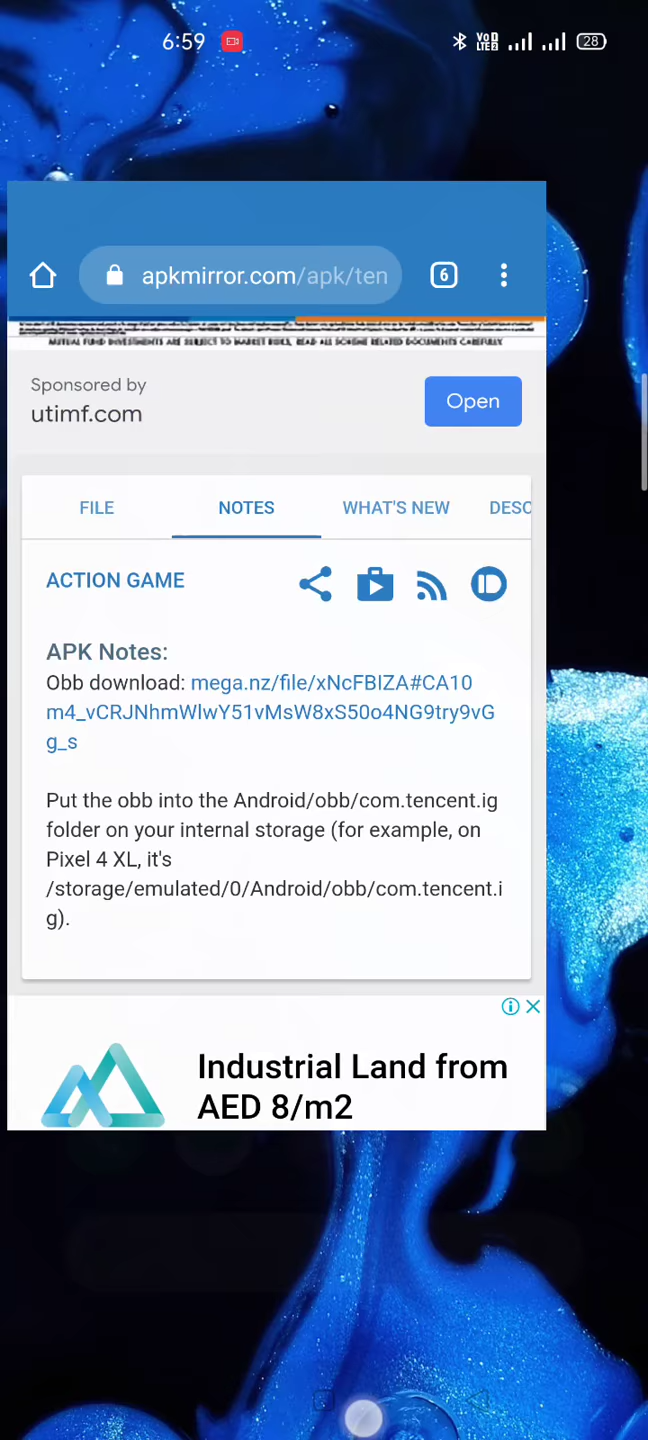 6:59
VoD
LTE2
28
apkmirror.com/apk/ten
6
MUTUAL FUND INVESTMENTS ARE SUBJECT TO MARKET RISKS, READ ALL SCHEME RELATED DOCUMENTS CAREFULLY.
Sponsored by
utimf.com
Open
FILE
NOTES
WHAT'S NEW
DESC
ACTION GAME
APK Notes:
Obb download: mega.nz/file/xNcFBIZA#CA10
m4_vCRJNhmWlwY51vMsW8xS50o4NG9try9vG
g_s
Put the obb into the Android/obb/com.tencent.ig
folder on your internal storage (for example, on
Pixel 4 XL, it's
/storage/emulated/0/Android/obb/com.tencent.i
g).
Industrial Land from
AED 8/m2